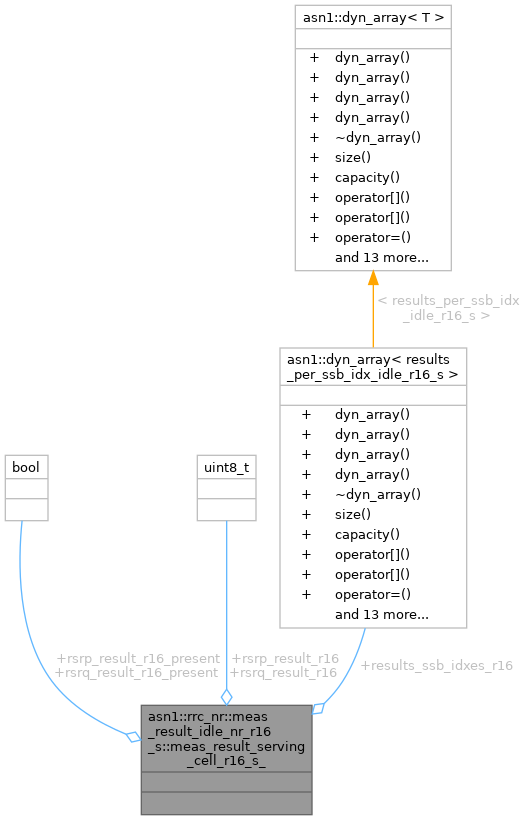 asn1::dyn_array< T >
+ dyn_array()
+ dyn_array()
+ dyn_array()
+ dyn_array()
+ ~dyn_array()
+ size()
+ capacity()
+ operator[]()
+ operator[]()
+ operator=()
and 13 more...
< results_per_ssb_idx
_idle_r16_s >
asn1::dyn_array< results
_per_ssb_idx_idle_r16_s >
+ dyn_array()
+ dyn_array()
+ dyn_array()
+ dyn_array()
+ ~dyn_array()
+ size()
+ capacity()
+ operator[]()
+ operator[]()
+ operator=()
and 13 more...
bool
uint8_t
+rsrp_result_r16_present
+rsrq_result_r16_present
+rsrp_result_r16
+rsrq_result_r16
+results_ssb_idxes_r16
asn1::rrc_nr::meas
_result_idle_nr_r16
_s::meas_result_serving
_cell_r16_s_